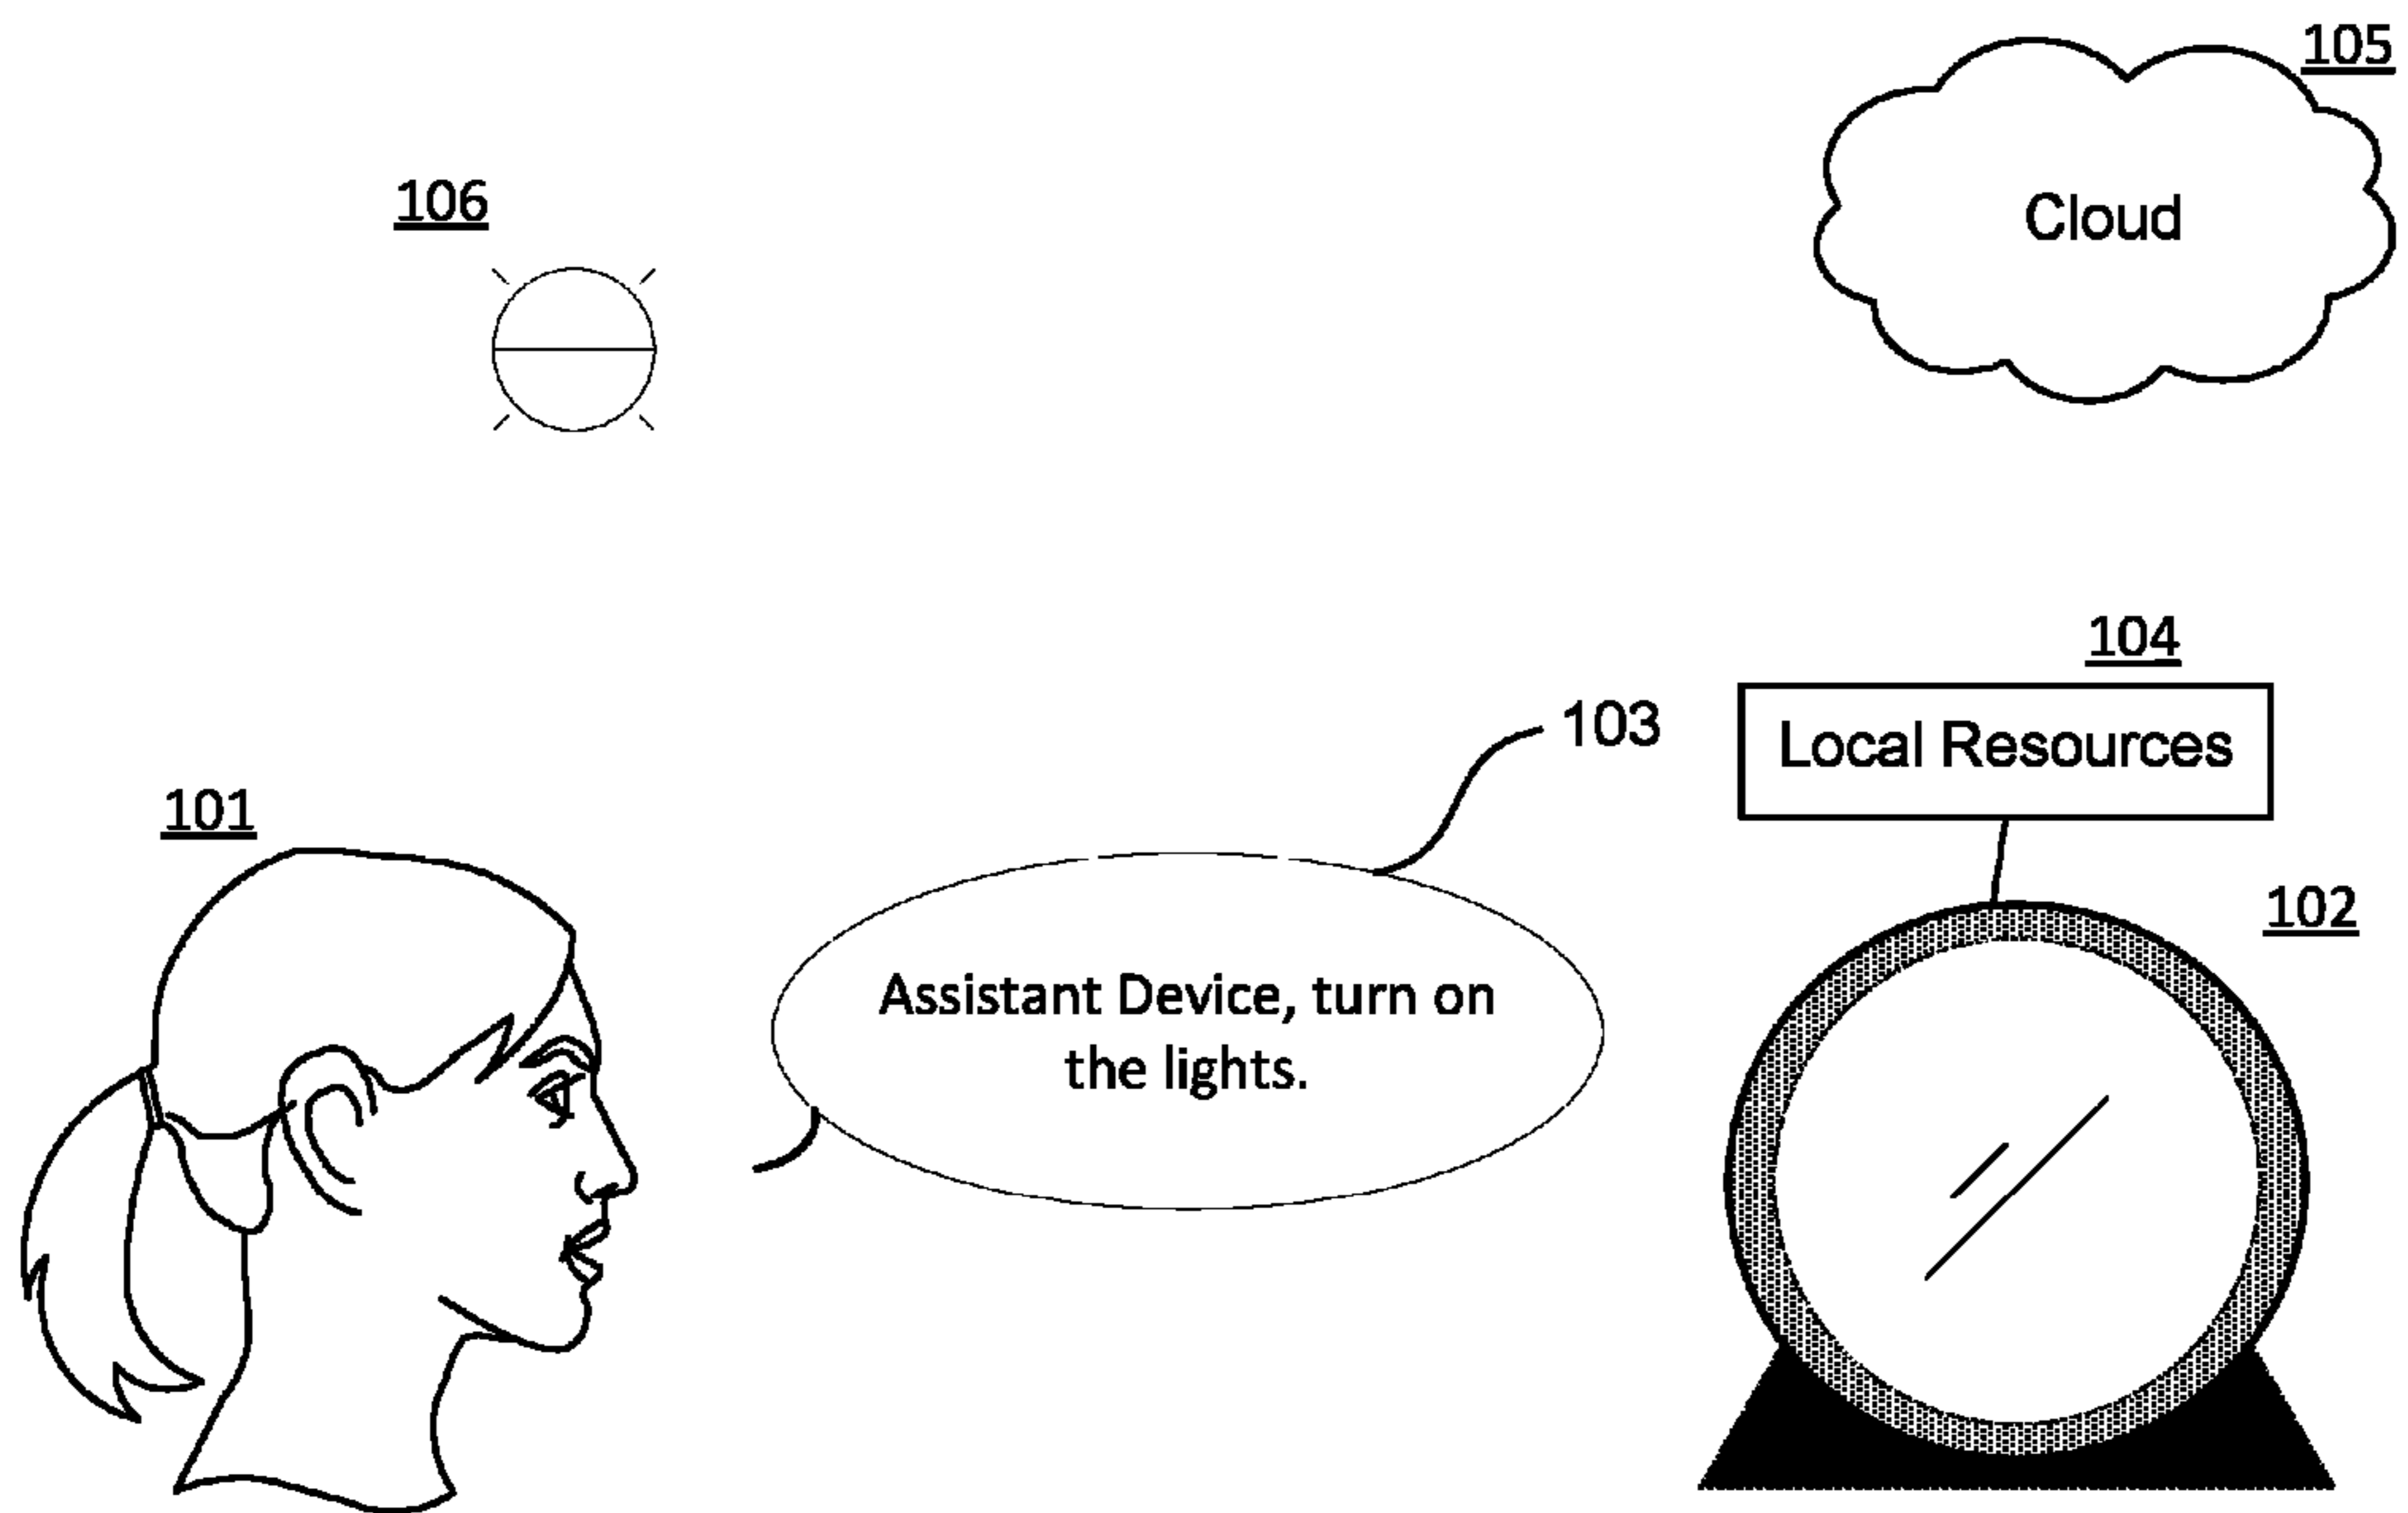 105
106
Cloud
104
103
Local Resources
101
102
Assistant Device, turn on
the lights.